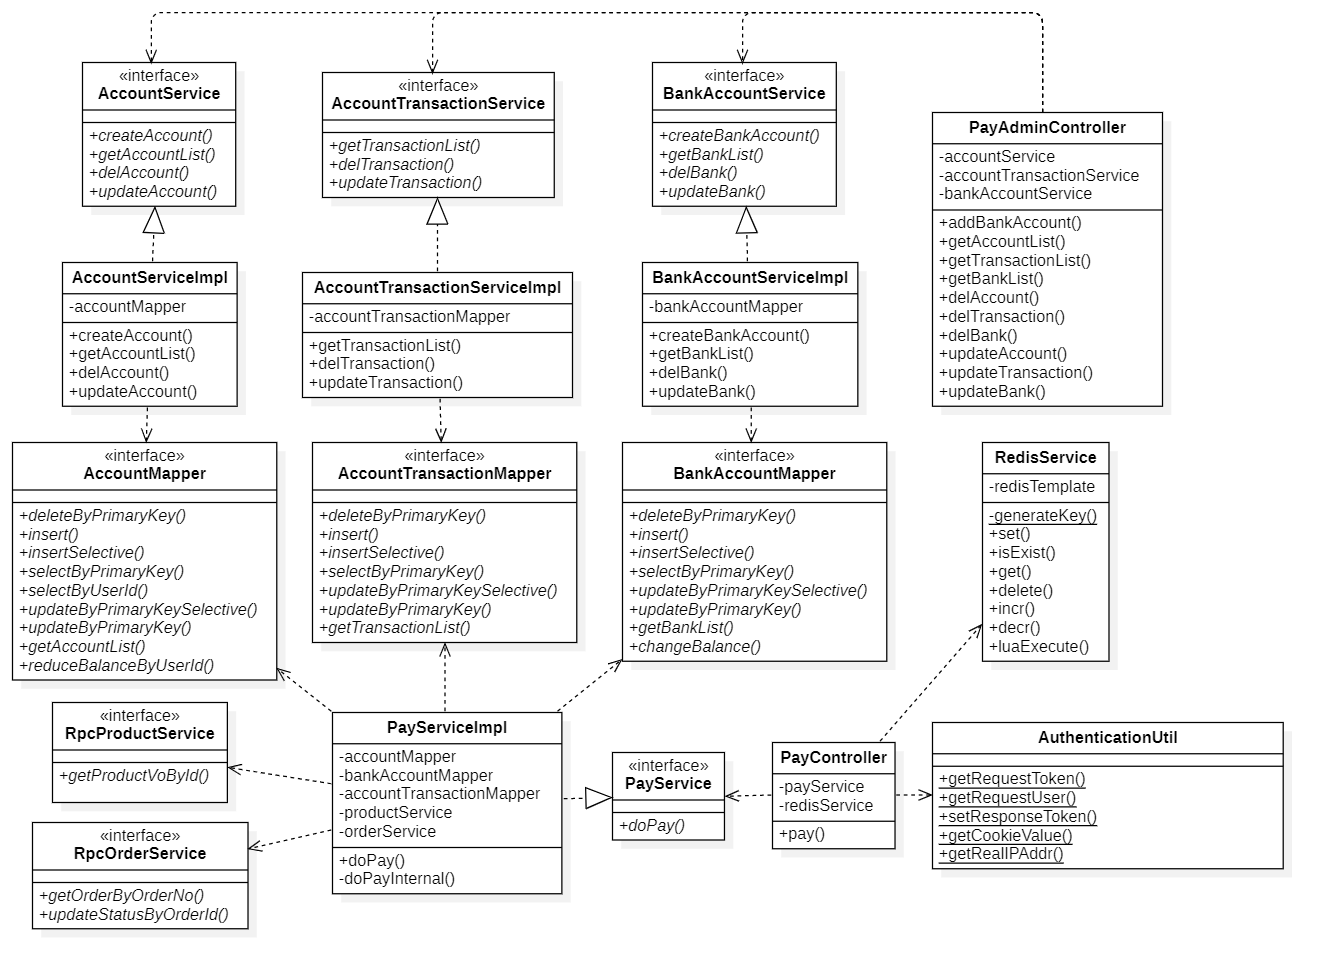 «interface»
AccountService
+createAccount()
+getAccountList()
+delAccount()
+updateAccount()
«interface»
AccountTransactionService
+getTransactionList()
+delTransaction()
+updateTransaction()
«interface»
BankAccountService
+createBankAccount()
+getBankList()
+delBank()
+updateBank()
PayAdminController
-accountService
-accountTransactionService
-bankAccountService
+addBankAccount()
+getAccountList()
+getTransactionList()
+getBankList()
+delAccount()
+delTransaction()
+delBank()
+updateAccount()
+updateTransaction()
+updateBank()
AccountServiceImpl
-accountMapper
+createAccount()
+getAccountList()
+delAccount()
+updateAccount()
AccountTransactionServiceImpl
-accountTransactionMapper
+getTransactionList()
+delTransaction()
+updateTransaction()
BankAccountServiceImpl
-bankAccountMapper
+createBankAccount()
+getBankList()
+delBank()
+updateBank()
«interface»
AccountMapper
+deleteByPrimaryKey()
+insert()
+insertSelective()
+selectByPrimaryKey()
+selectByUserId()
+updateByPrimaryKeySelective()
+updateByPrimaryKey()
+getAccountList()
+reduceBalanceByUserId()
«interface»
AccountTransactionMapper
+deleteByPrimaryKey()
+insert()
+insertSelective()
+selectByPrimaryKey()
+updateByPrimaryKeySelective()
+updateByPrimaryKey()
+getTransactionList()
«interface»
BankAccountMapper
+deleteByPrimaryKey()
+insert()
+insertSelective()
+selectByPrimaryKey()
+updateByPrimaryKeySelective()
+updateByPrimaryKey()
+getBankList()
+changeBalance()
RedisService
-redisTemplate
-generateKey()
+set()
+isExist()
+get()
+delete()
+incr()
+decr()
+luaExecute()
«interface»
RpcProductService
+getProductVoById()
«interface»
RpcOrderService
+getOrderByOrderNo()
+updateStatusByOrderId()
PayServiceImpl
-accountMapper
-bankAccountMapper
-accountTransactionMapper
-productService
-orderService
+doPay()
-doPayInternal()
«interface»
PayService
+doPay()
PayController
-payService
-redisService
+pay()
AuthenticationUtil
+getRequestToken()
+getRequestUser()
+setResponseToken()
+getCookieValue()
+getRealIPAddr()